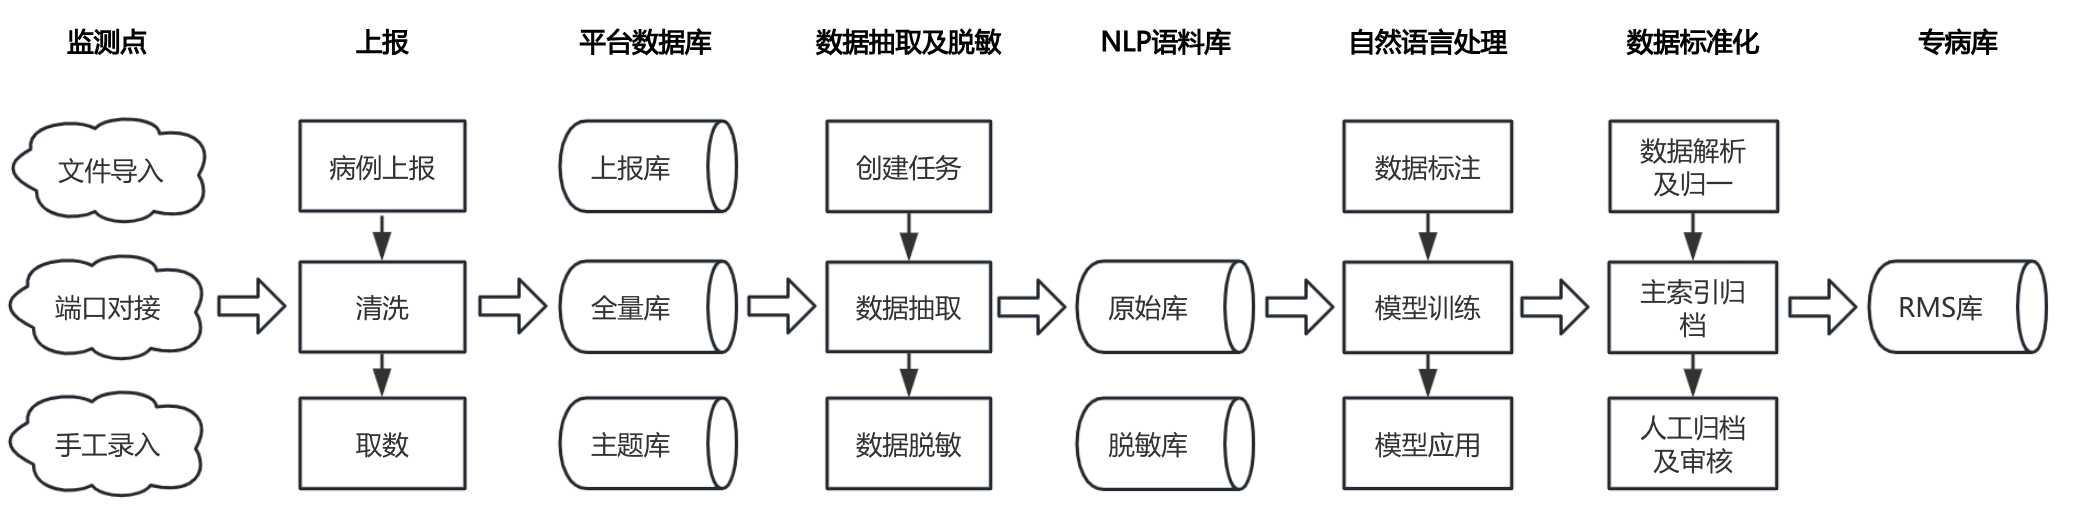 监测点
上报
平台数据库
数据抽取及脱敏
NLP语料库
自然语言处理
数据标准化
专病库
文件导入
病例上报
上报库
创建任务
数据标注
数据解析
及归一
端口对接
清洗
全量库
数据抽取
原始库
模型训练
主索引归
档
RMS库
手工录入
取数
主题库
数据脱敏
脱敏库
模型应用
人工归档
及审核